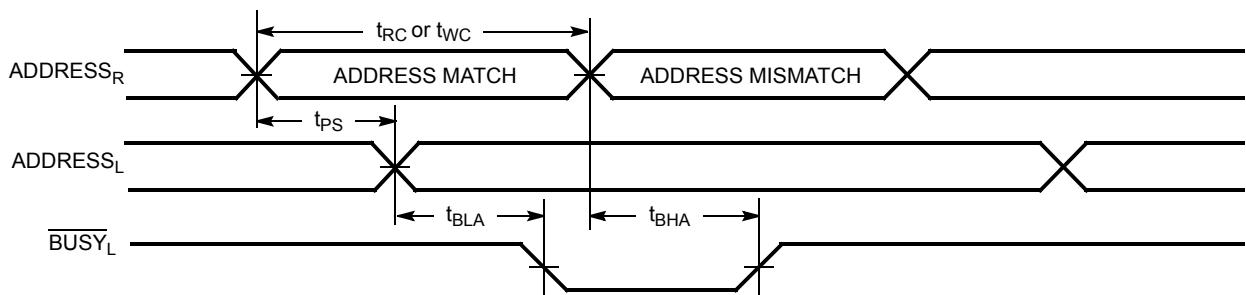 tRC or tWC
ADDRESSR
ADDRESS MATCH
ADDRESS MISMATCH
tPS
ADDRESSL
tBLA
tBHA
BUSYL